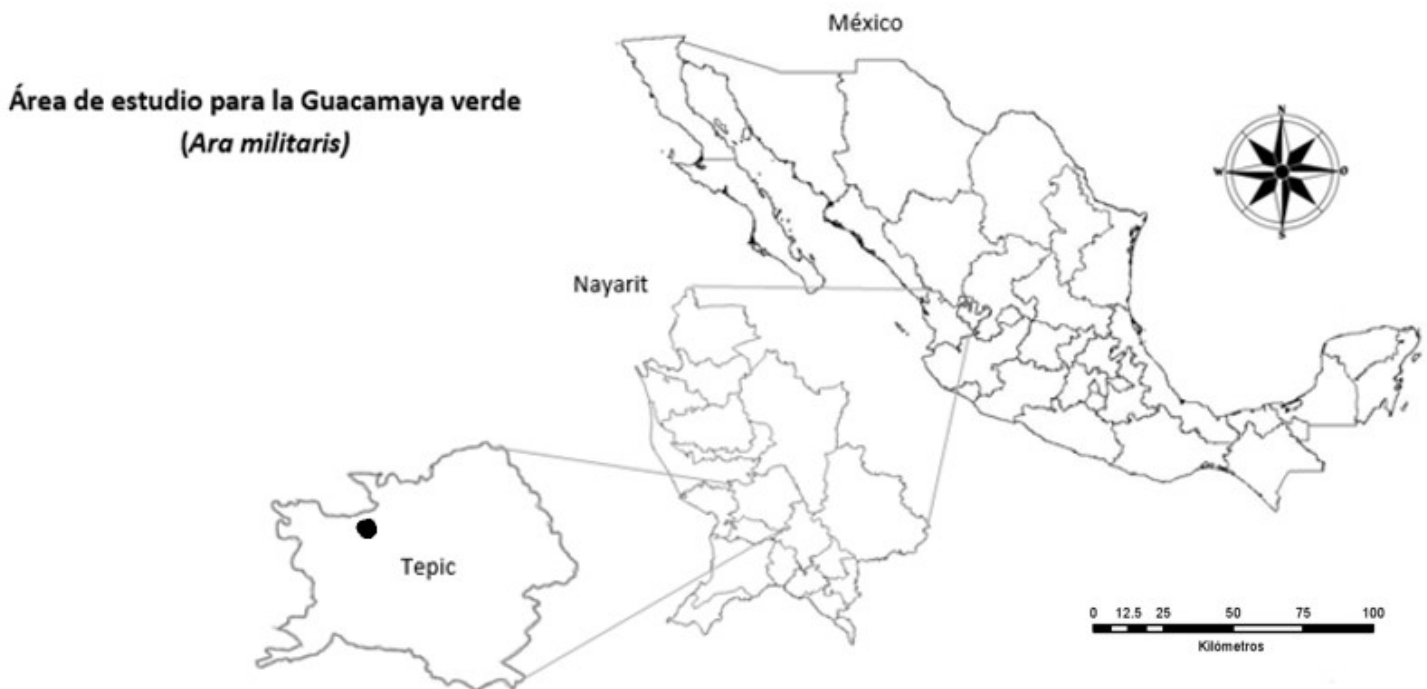 México
Área de estudio para la Guacamaya verde
(Ara militaris)
N
W
O
S
Nayarit
Tepic
0 12.5 25 50 75 100
Kilómetros